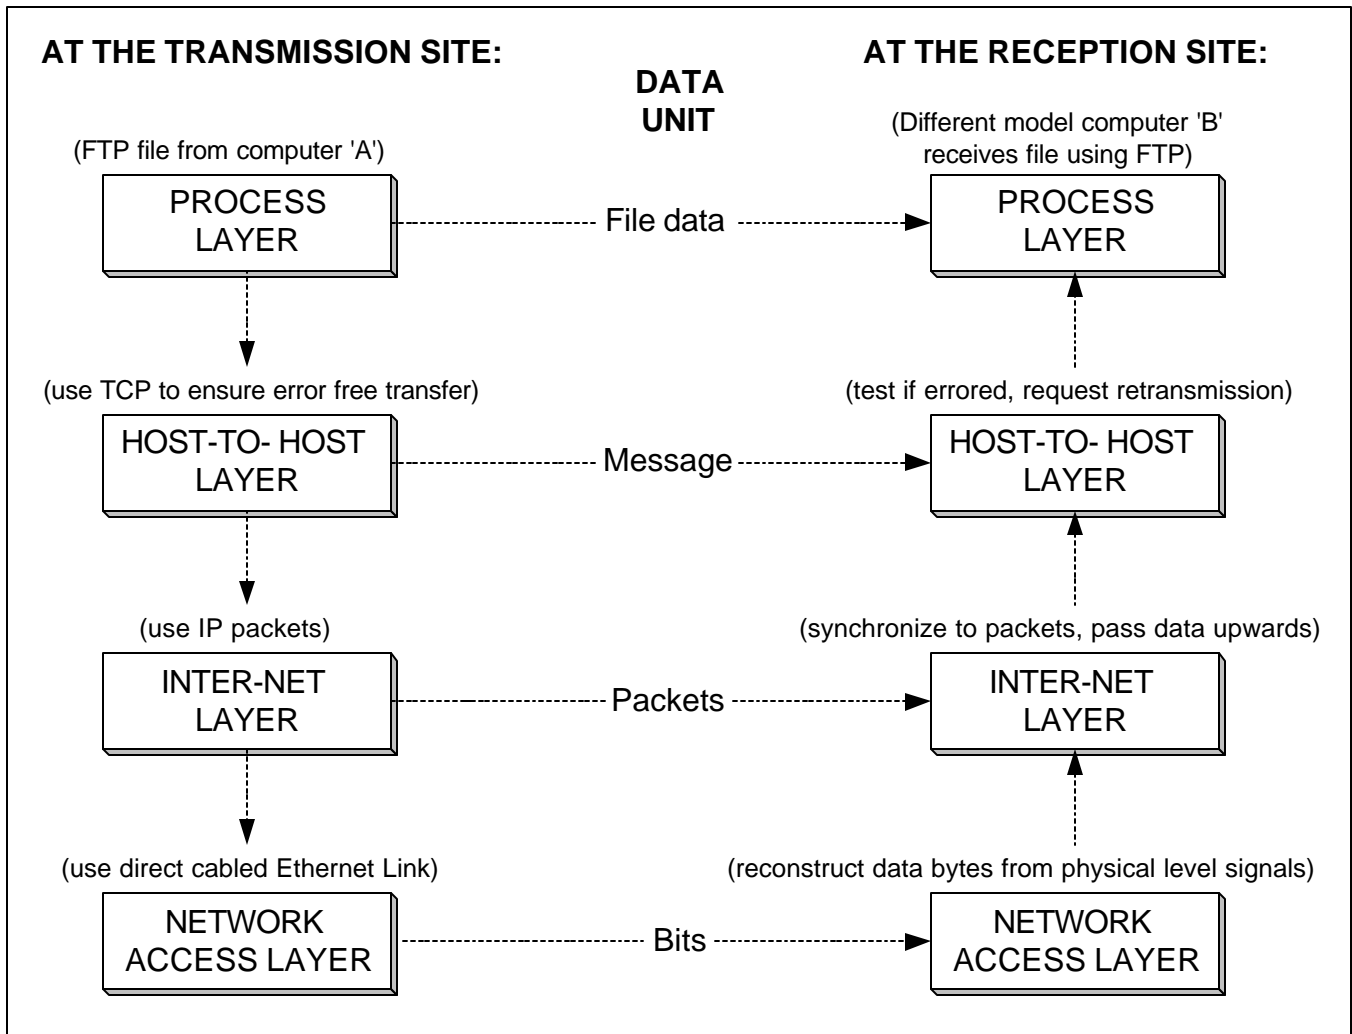 AT THE TRANSMISSION SITE:
AT THE RECEPTION SITE:
DATA
UNIT
(FTP file from computer 'A')
(Different model computer 'B'
receives file using FTP)
PROCESS
LAYER
File data
PROCESS
LAYER
(use TCP to ensure error free transfer)
(test if errored, request retransmission)
HOST-TO- HOST
LAYER
Message
HOST-TO- HOST
LAYER
(use IP packets)
(synchronize to packets, pass data upwards)
INTER-NET
LAYER
Packets
INTER-NET
LAYER
(use direct cabled Ethernet Link)
(reconstruct data bytes from physical level signals)
NETWORK
ACCESS LAYER
Bits
NETWORK
ACCESS LAYER